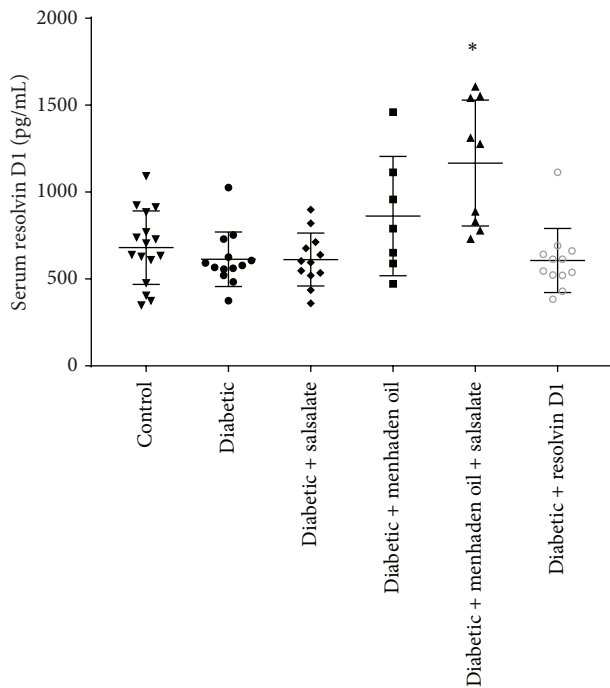 2000
*
1500
1000
500
0
Serum resolvin D1 (pg/mL)
Control
Diabetic
Diabetic + salsalate
Diabetic + menhaden oil
Diabetic + menhaden oil + salsalate
Diabetic + resolvin D1